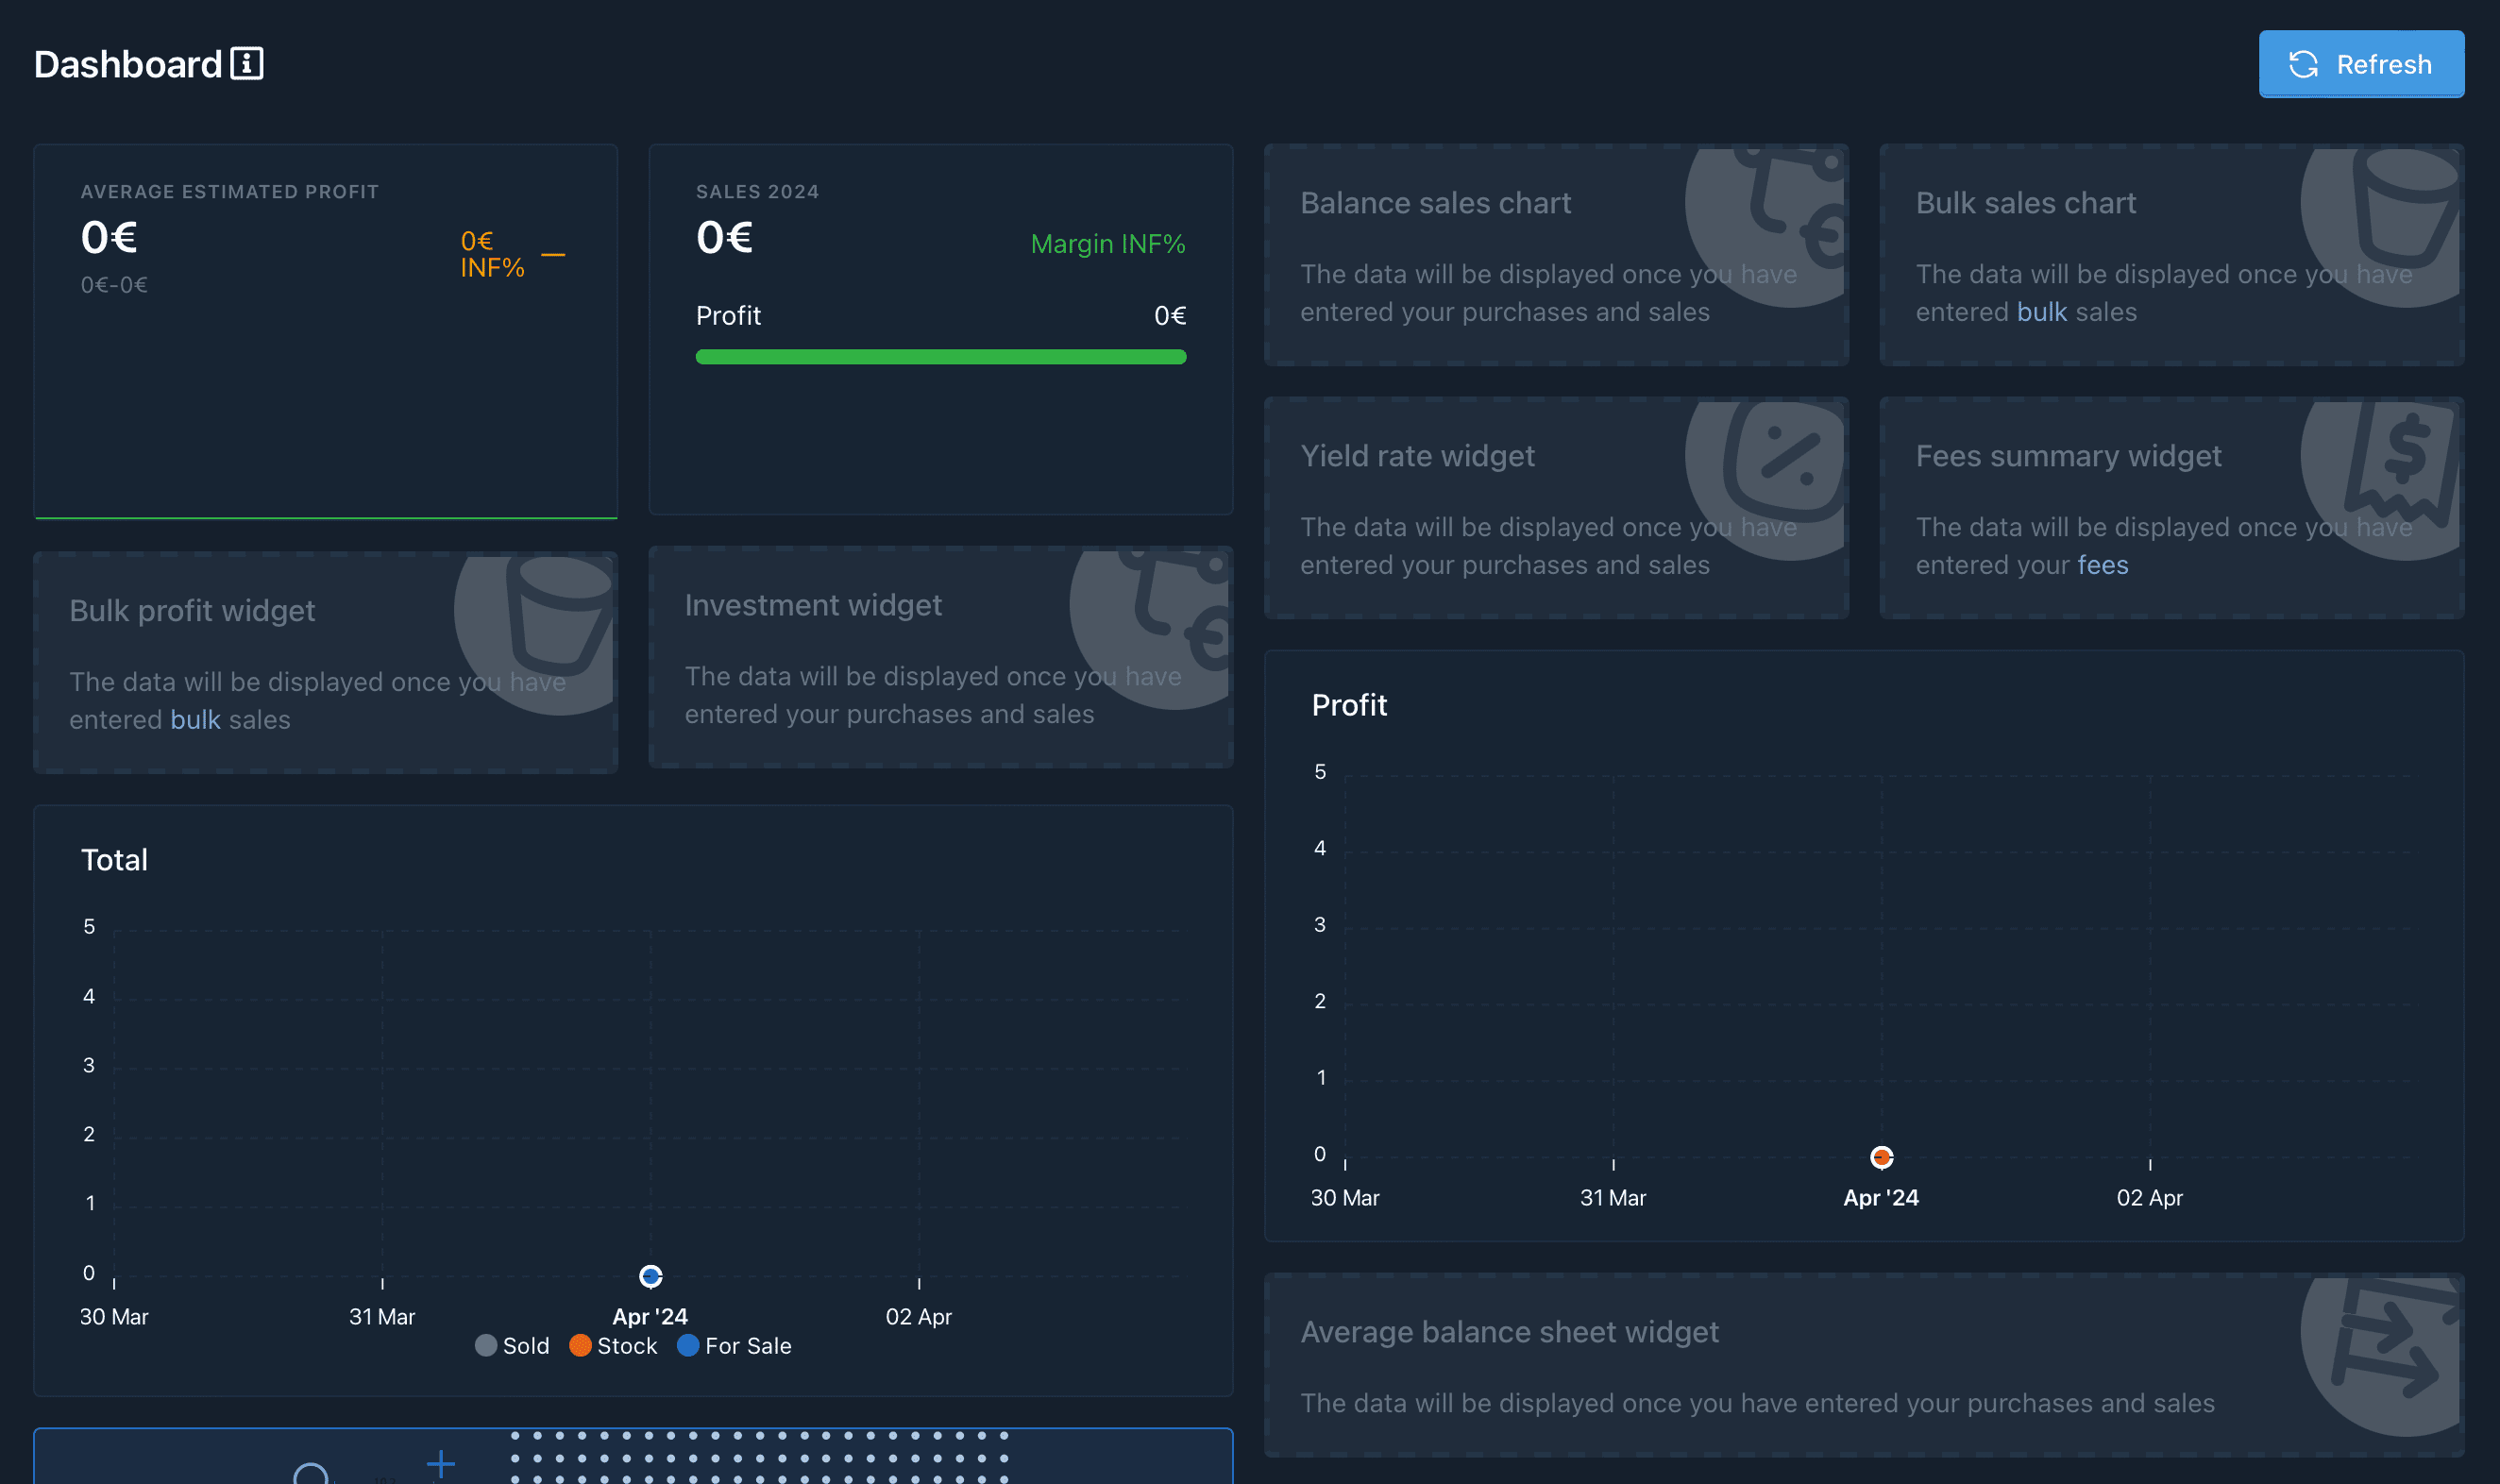 Dashboard
Refresh
AVERAGE ESTIMATED PROFIT
0€
0€
INF%
0€-0€
SALES 2024
0€
Margin INF%
Profit 0€
Balance sales chart
The data will be displayed once you have
entered your purchases and sales
Bulk sales chart
The data will be displayed once you have
entered bulk sales
Yield rate widget
The data will be displayed once you have
entered your purchases and sales
Fees summary widget
The data will be displayed once you have
entered your fees
Bulk profit widget
The data will be displayed once you have
entered bulk sales
Investment widget
The data will be displayed once you have
entered your purchases and sales
Profit
5
4
3
2
1
0
30 Mar 31 Mar Apr '24 02 Apr
Total
5
4
3
2
1
0
30 Mar 31 Mar Apr '24 02 Apr
Sold Stock For Sale
Average balance sheet widget
The data will be displayed once you have entered your purchases and sales